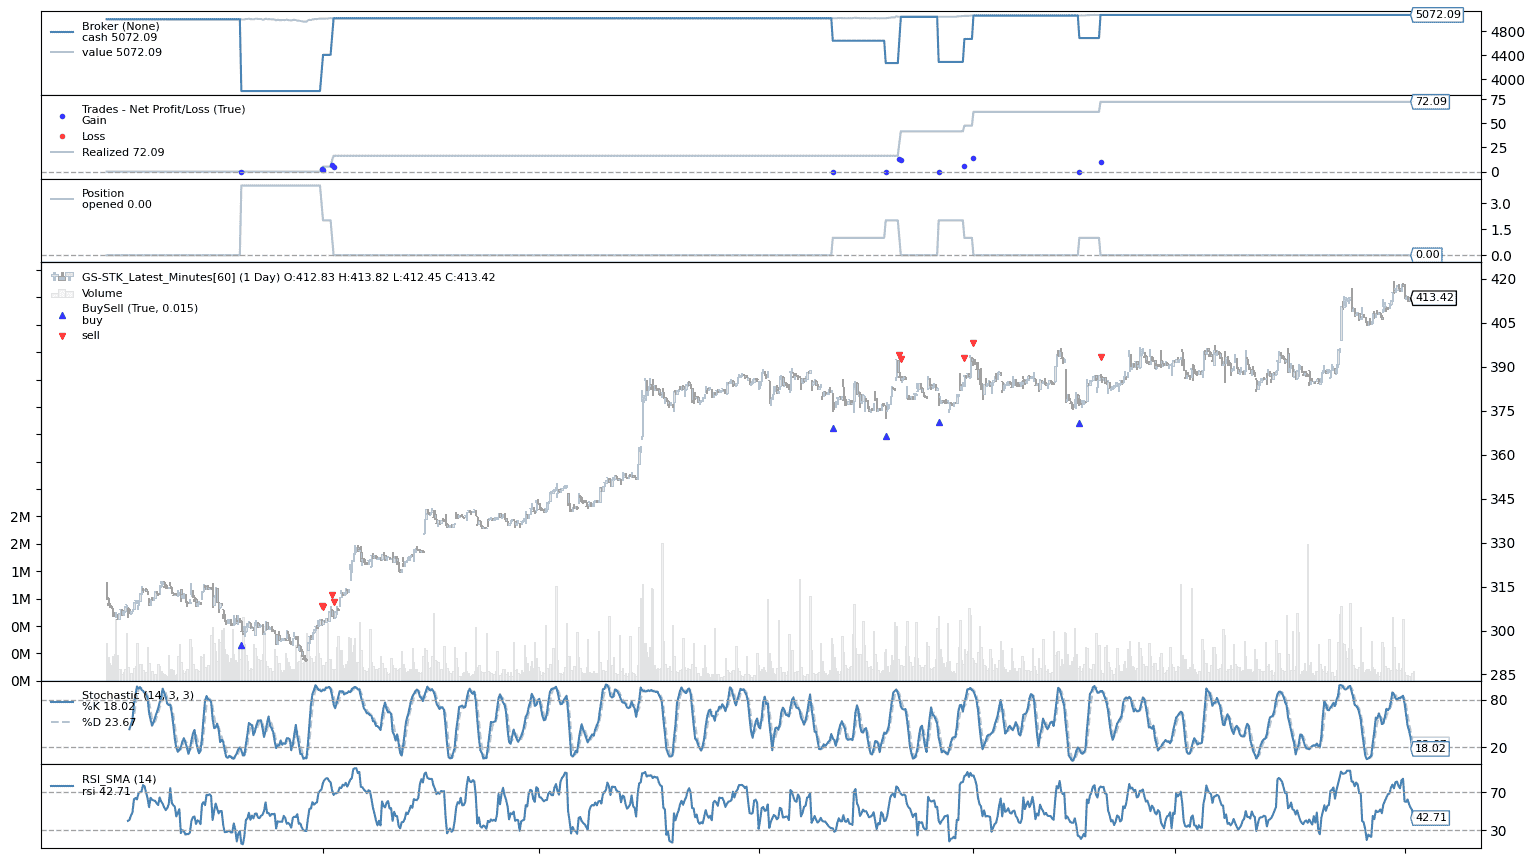 Broker (None)
cash 5072.09
value 5072.09
5072.09
4800
4400
4000
Trades - Net Profit/Loss (True)
Gain
Loss
Realized 72.09
75
72.09
50
25
0
Position
opened 0.00
3.0
1.5
0.0
0.00
GS-STK_Latest_Minutes[60] (1 Day) O:412.83 H:413.82 L:412.45 C:413.42
Volume
BuySell (True, 0.015)
buy
sell
420
413.42
405
390
375
360
345
330
315
300
285
2M
2M
1M
1M
0M
0M
0M
Stochastic (14, 3, 3)
%K 18.02
%D 23.67
80
20
18.02
RSI_SMA (14)
rsi 42.71
70
42.71
30